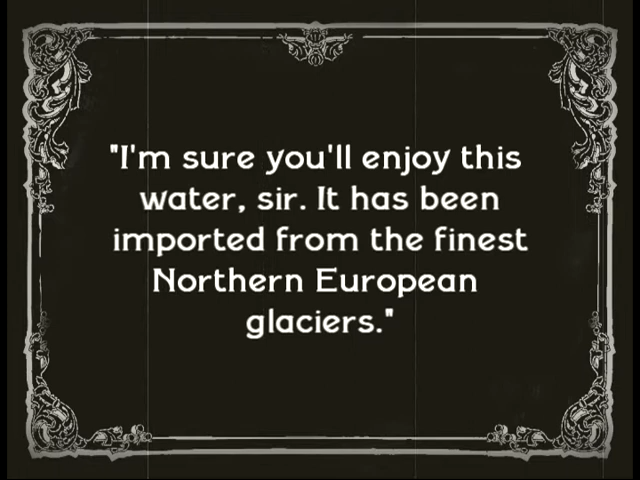 "I'm sure you'll enjoy this
water, sir. It has been
imported from the finest
Northern European
glaciers."